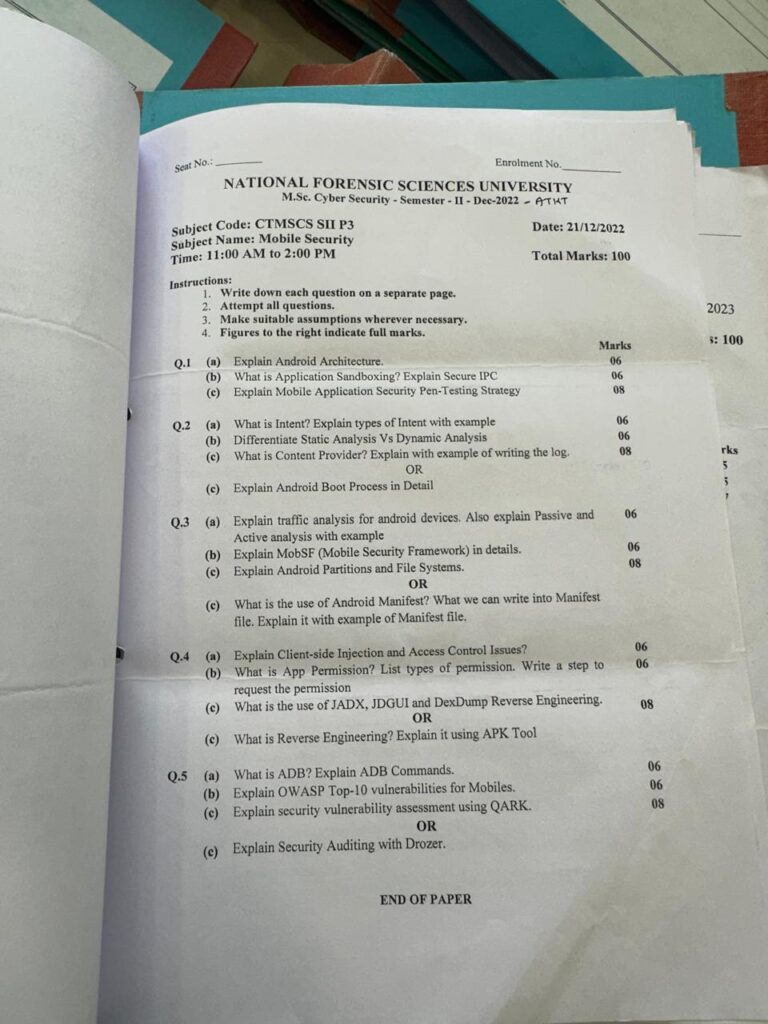 Seat No.: ________
Enrolment No.________
NATIONAL FORENSIC SCIENCES UNIVERSITY
M.Sc. Cyber Security - Semester - II - Dec-2022 - ATKT
Subject Code: CTMSCS SII P3
Date: 21/12/2022
Subject Name: Mobile Security
Time: 11:00 AM to 2:00 PM
Total Marks: 100
Instructions:
1. Write down each question on a separate page.
2. Attempt all questions.
3. Make suitable assumptions wherever necessary.
4. Figures to the right indicate full marks.
Marks
Q.1 (a) Explain Android Architecture. 06
(b) What is Application Sandboxing? Explain Secure IPC 06
(c) Explain Mobile Application Security Pen-Testing Strategy 08
Q.2 (a) What is Intent? Explain types of Intent with example 06
(b) Differentiate Static Analysis Vs Dynamic Analysis 06
(c) What is Content Provider? Explain with example of writing the log. 08
OR
(c) Explain Android Boot Process in Detail
Q.3 (a) Explain traffic analysis for android devices. Also explain Passive and 06
Active analysis with example
(b) Explain MobSF (Mobile Security Framework) in details. 06
(c) Explain Android Partitions and File Systems. 08
OR
(c) What is the use of Android Manifest? What we can write into Manifest
file. Explain it with example of Manifest file.
Q.4 (a) Explain Client-side Injection and Access Control Issues? 06
(b) What is App Permission? List types of permission. Write a step to 06
request the permission
(c) What is the use of JADX, JDGUI and DexDump Reverse Engineering. 08
OR
(c) What is Reverse Engineering? Explain it using APK Tool
Q.5 (a) What is ADB? Explain ADB Commands. 06
(b) Explain OWASP Top-10 vulnerabilities for Mobiles. 06
(c) Explain security vulnerability assessment using QARK. 08
OR
(c) Explain Security Auditing with Drozer.
END OF PAPER
2023
s: 100
rks
5
5